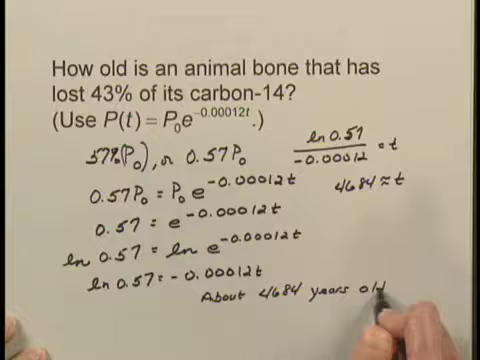 How old is an animal bone that has
lost 43% of its carbon-14?
(Use P(t) = P₀e^−0.00012t.)
57%(P₀), or 0.57P₀
0.57P₀ = P₀ e^−0.00012t
0.57 = e^−0.00012t
ln 0.57 = ln e^−0.00012t
ln 0.57 = −0.00012t
ln 0.57 / −0.00012 = t
4684 ≈ t
About 4684 years old